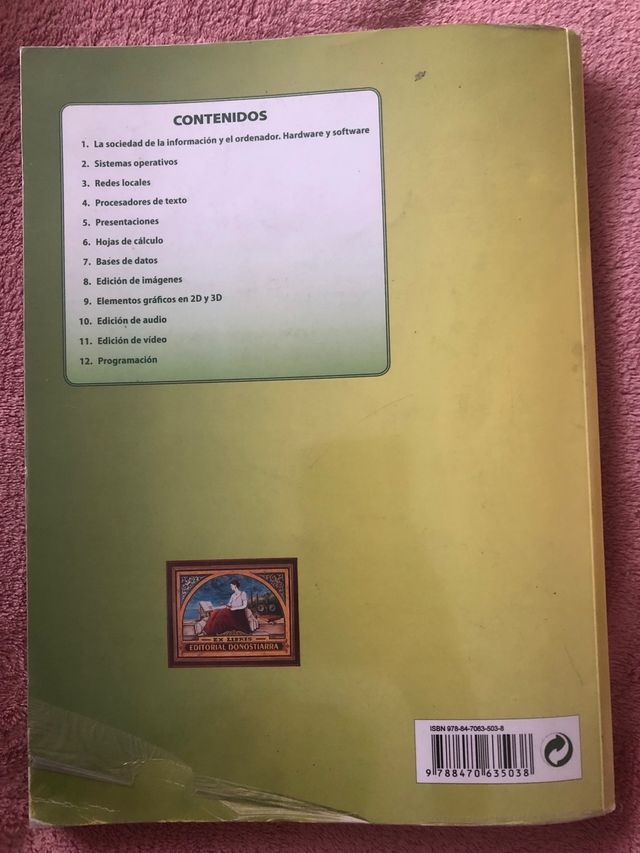 CONTENIDOS
1. La sociedad de la información y el ordenador. Hardware y software
2. Sistemas operativos
3. Redes locales
4. Procesadores de texto
5. Presentaciones
6. Hojas de cálculo
7. Bases de datos
8. Edición de imágenes
9. Elementos gráficos en 2D y 3D
10. Edición de audio
11. Edición de vídeo
12. Programación
EX LIBRIS
EDITORIAL DONOSTIARRA
ISBN 978-84-7063-503-8
9 788470 635038